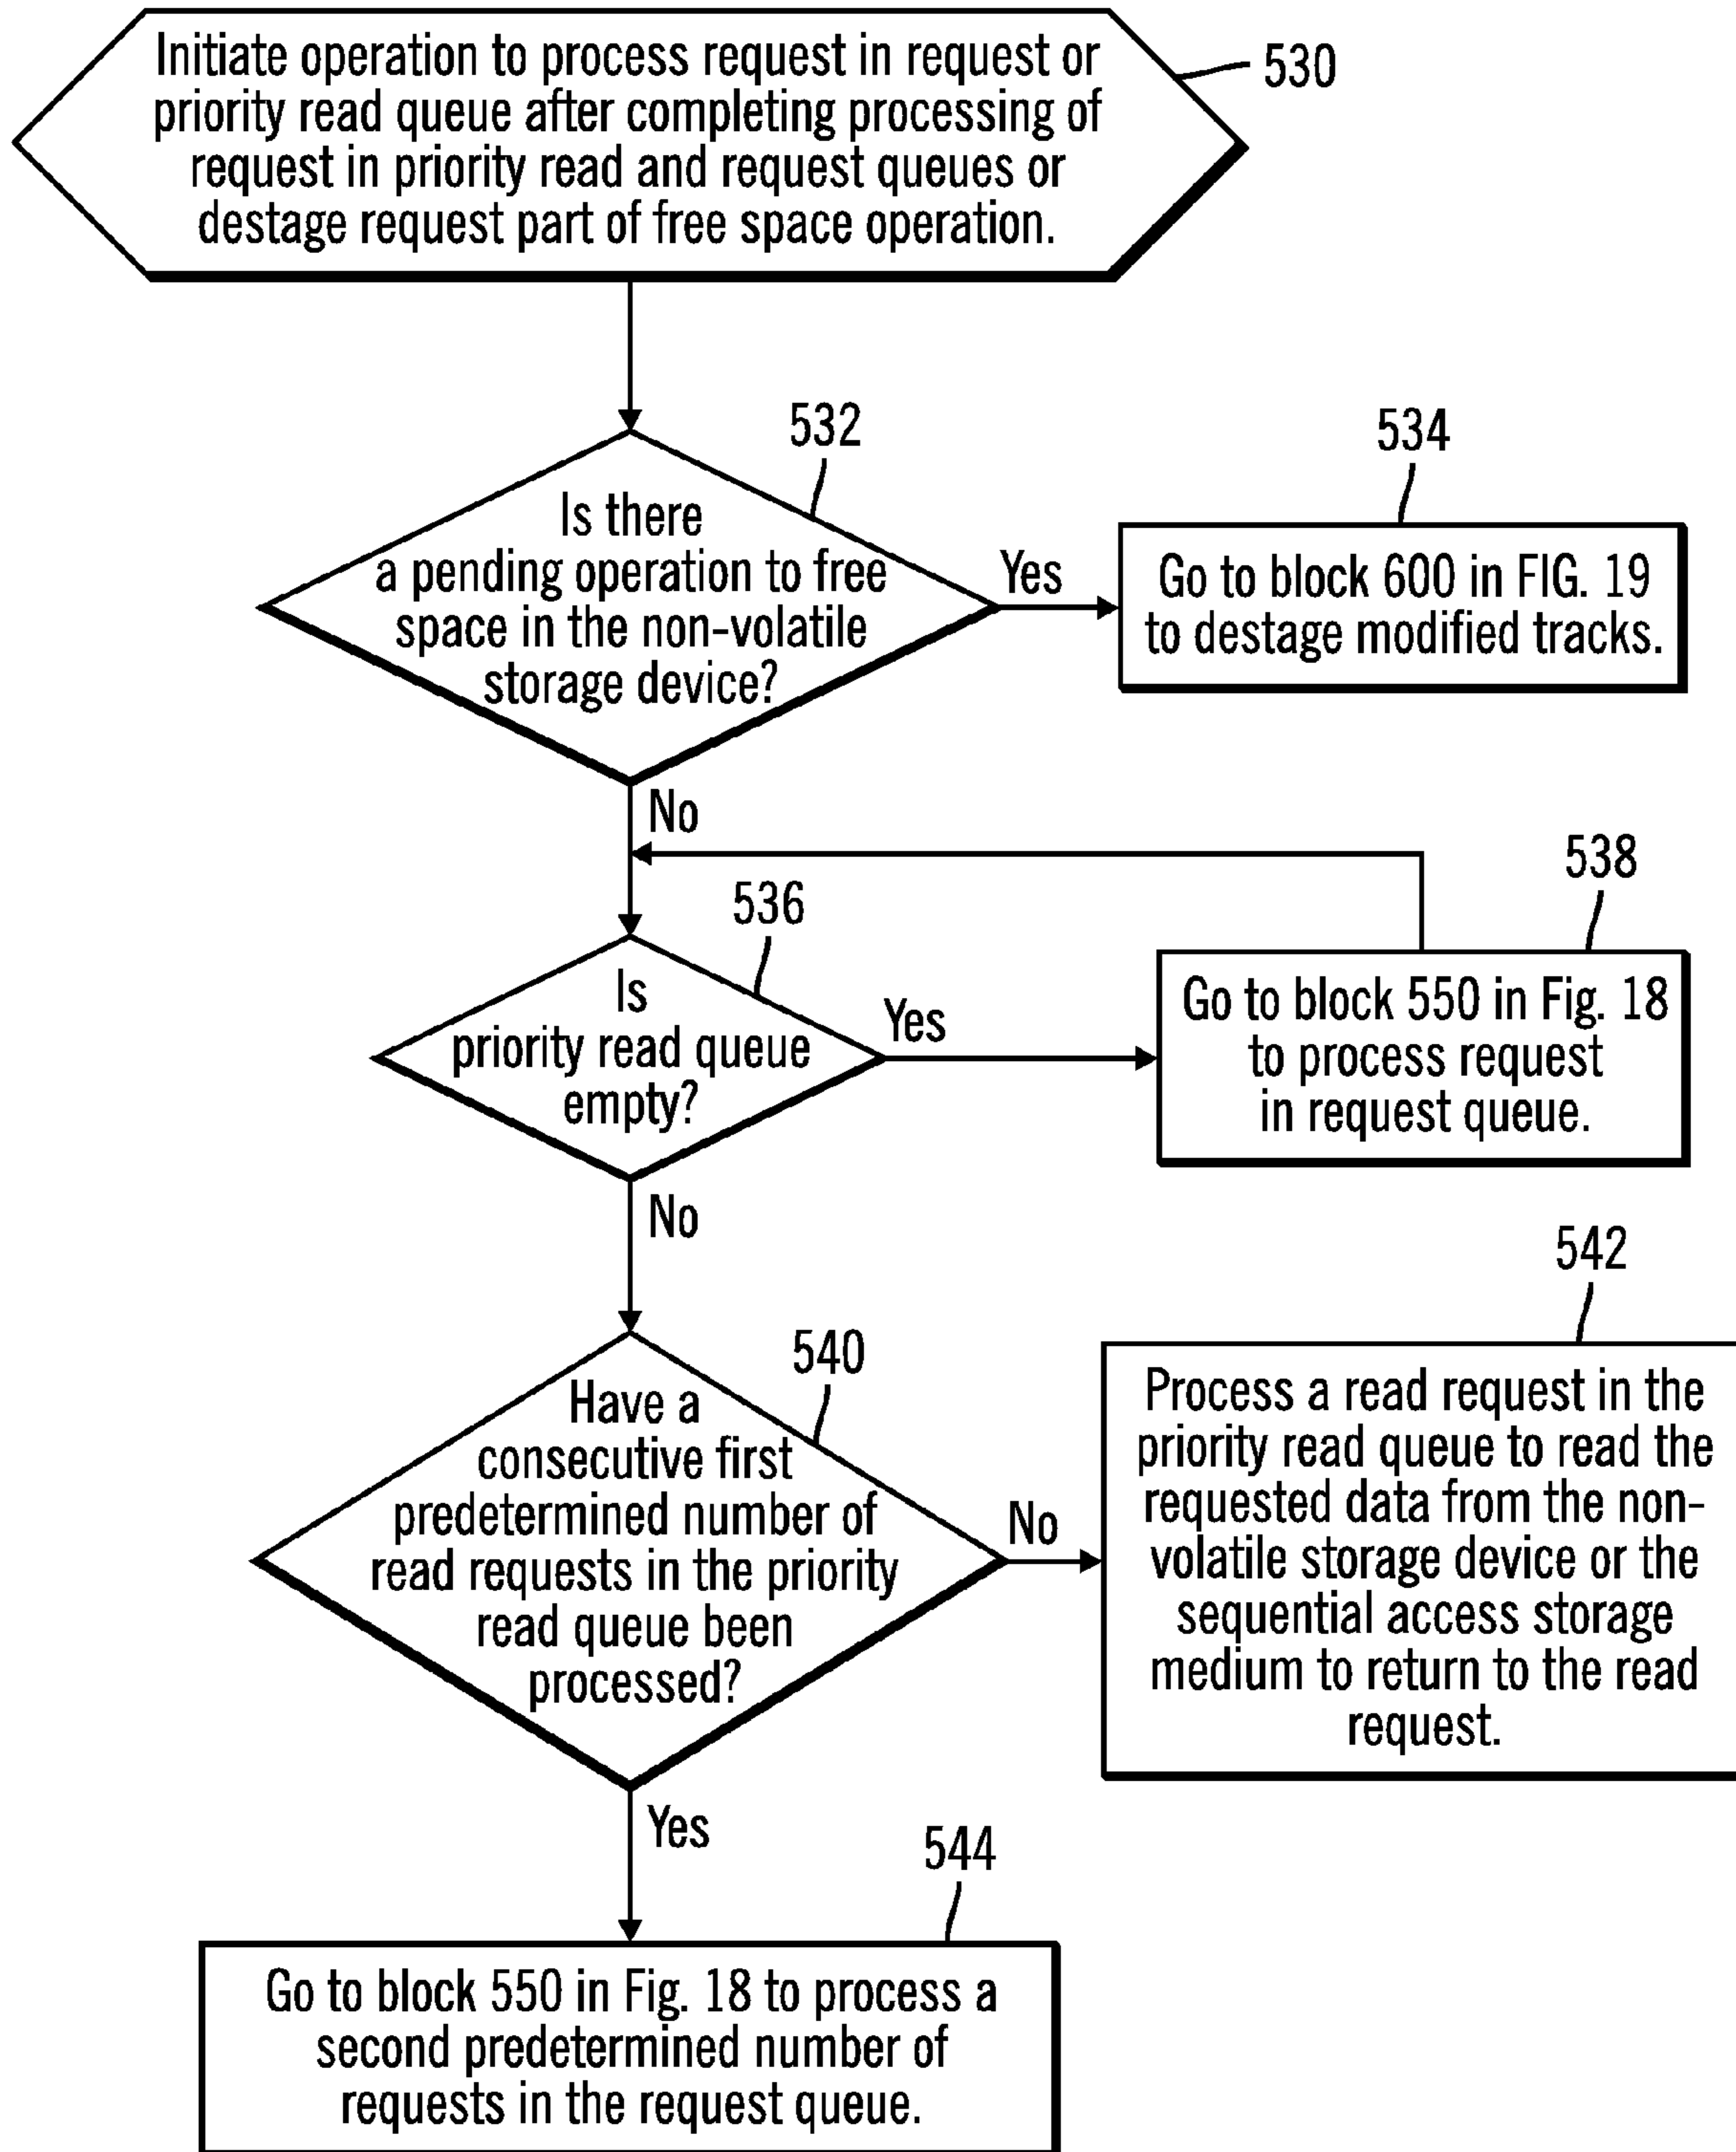 Initiate operation to process request in request or
priority read queue after completing processing of
request in priority read and request queues or
destage request part of free space operation.
530
532
Is there
a pending operation to free
space in the non-volatile
storage device?
Yes
534
Go to block 600 in FIG. 19
to destage modified tracks.
No
536
Is
priority read queue
empty?
Yes
538
Go to block 550 in Fig. 18
to process request
in request queue.
No
540
Have a
consecutive first
predetermined number of
read requests in the priority
read queue been
processed?
No
542
Process a read request in the
priority read queue to read the
requested data from the non-
volatile storage device or the
sequential access storage
medium to return to the read
request.
Yes
544
Go to block 550 in Fig. 18 to process a
second predetermined number of
requests in the request queue.